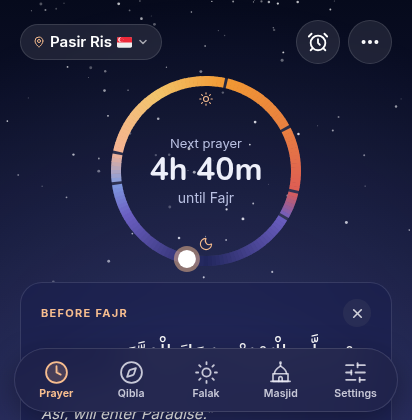 Pasir Ris
Next prayer
4h 40m
until Fajr
BEFORE FAJR
Asr, will enter Paradise."
Prayer Qibla Falak Masjid Settings